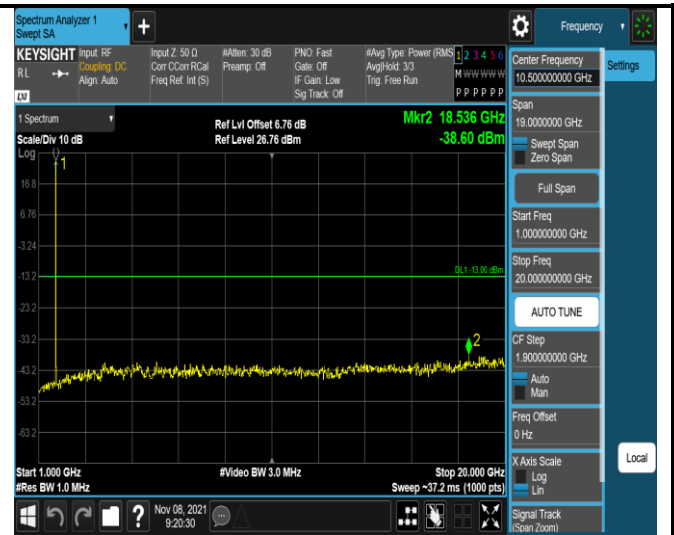 Spectrum Analyzer 1
Swept SA
+
Frequency
KEYSIGHT
RL
LXI
Input: RF
Coupling: DC
Align: Auto
Input Z: 50 Ω
Corr CCorr RCal
Freq Ref: Int (S)
#Atten: 30 dB
Preamp: Off
PNO: Fast
Gate: Off
IF Gain: Low
Sig Track: Off
#Avg Type: Power (RMS
Avg|Hold: 3/3
Trig: Free Run
1 2 3 4 5 6
M w w w w w
P P P P P P
1 Spectrum
Scale/Div 10 dB
Log
Ref Lvl Offset 6.76 dB
Ref Level 26.76 dBm
Mkr2 18.536 GHz
-38.60 dBm
1
16.8
6.76
-3.24
-13.2
DL1 -13.00 dBm
-23.2
-33.2
2
-43.2
-53.2
-63.2
Start 1.000 GHz
#Res BW 1.0 MHz
#Video BW 3.0 MHz
Stop 20.000 GHz
Sweep ~37.2 ms (1000 pts)
Center Frequency
10.500000000 GHz
Span
19.0000000 GHz
Swept Span
Zero Span
Full Span
Start Freq
1.000000000 GHz
Stop Freq
20.000000000 GHz
AUTO TUNE
CF Step
1.900000000 GHz
Auto
Man
Freq Offset
0 Hz
X Axis Scale
Log
Lin
Signal Track
(Span Zoom)
Settings
Local
?
Nov 08, 2021
9:20:30